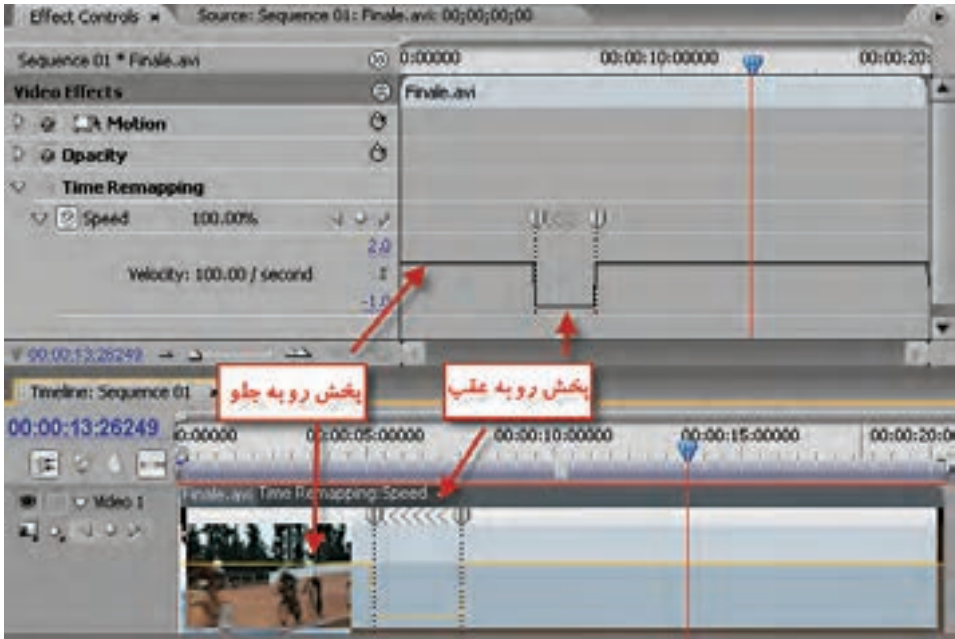 Effect Controls × Source: Sequence 01: Finale.avi: 00;00;00;00
Sequence 01 * Finale.avi
0:00000 00:00:10:00000 00:00:20:
Video Effects
Finale.avi
Motion
Opacity
Time Remapping
Speed 100.00%
2.0
Velocity: 100.00 / second
-1.0
00:00:13:26249
پخش رو به جلو
پخش رو به عقب
Timeline: Sequence 01
00:00:13:26249
0:00000 00:00:05:00000 00:00:10:00000 00:00:15:00000 00:00:20:0
Video 1
Finale.avi Time Remapping:Speed